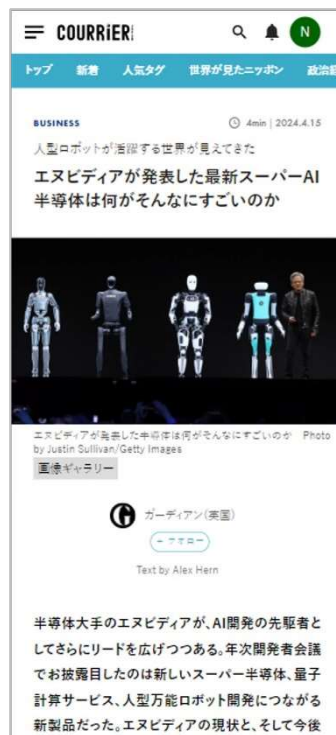 COURRiER
N
トップ 新着 人気タグ 世界が見たニッポン 政治経
BUSINESS 4min | 2024.4.15
人型ロボットが活躍する世界が見えてきた
エヌビディアが発表した最新スーパーAI
半導体は何がそんなにすごいのか
エヌビディアが発表した半導体は何がそんなにすごいのか Photo
by Justin Sullivan/Getty Images
画像ギャラリー
ガーディアン(英国)
フォロー
Text by Alex Hern
半導体大手のエヌビディアが、AI開発の先駆者と
してさらにリードを広げつつある。年次開発者会議
でお披露目したのは新しいスーパー半導体、量子
計算サービス、人型万能ロボット開発につながる
新製品だった。エヌビディアの現状と、そして今後